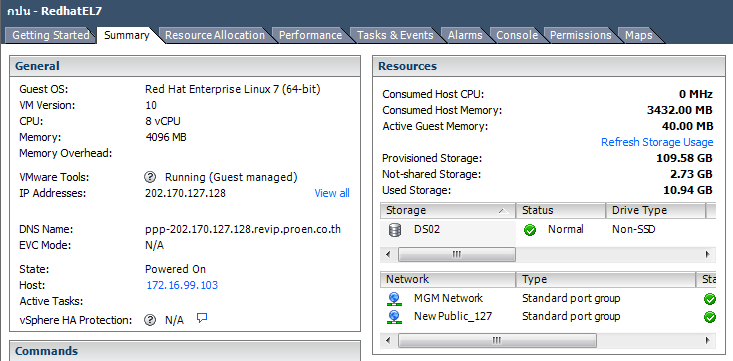 กปน - RedhatEL7
Getting Started Summary Resource Allocation Performance Tasks & Events Alarms Console Permissions Maps
General
Guest OS: Red Hat Enterprise Linux 7 (64-bit)
VM Version: 10
CPU: 8 vCPU
Memory: 4096 MB
Memory Overhead:
VMware Tools: Running (Guest managed)
IP Addresses: 202.170.127.128 View all
DNS Name: ppp-202.170.127.128.revip.proen.co.th
EVC Mode: N/A
State: Powered On
Host: 172.16.99.103
Active Tasks:
vSphere HA Protection: N/A
Commands
Resources
Consumed Host CPU: 0 MHz
Consumed Host Memory: 3432.00 MB
Active Guest Memory: 40.00 MB
Refresh Storage Usage
Provisioned Storage: 109.58 GB
Not-shared Storage: 2.73 GB
Used Storage: 10.94 GB
Storage Status Drive Type
DS02 Normal Non-SSD
Network Type Sta
MGM Network Standard port group
New Public_127 Standard port group